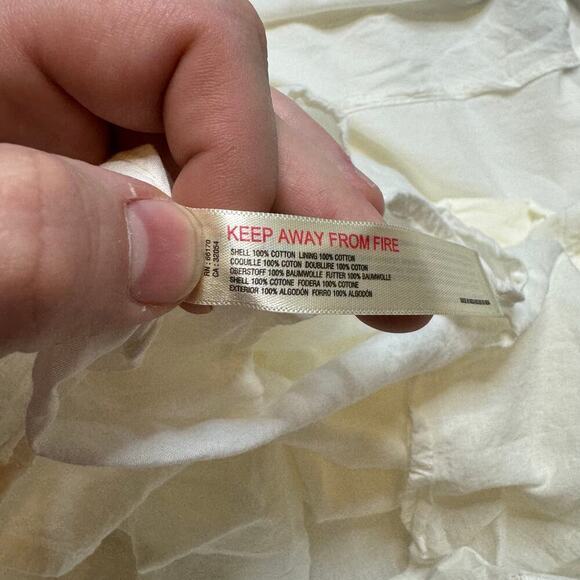 RN : 66170
CA : 32054
KEEP AWAY FROM FIRE
SHELL 100% COTTON LINING 100% COTTON
COQUILLE 100% COTON DOUBLURE 100% COTON
OBERSTOFF 100% BAUMWOLLE FUTTER 100% BAUMWOLLE
SHELL 100% COTONE FODERA 100% COTONE
EXTERIOR 100% ALGODÓN FORRO 100% ALGODÓN